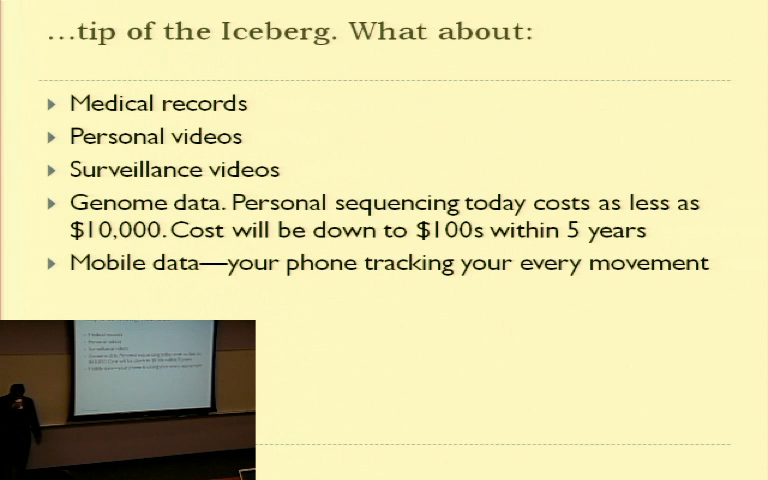 ...tip of the Iceberg. What about:
Medical records
Personal videos
Surveillance videos
Genome data. Personal sequencing today costs as less as
$10,000. Cost will be down to $100s within 5 years
Mobile data—your phone tracking your every movement